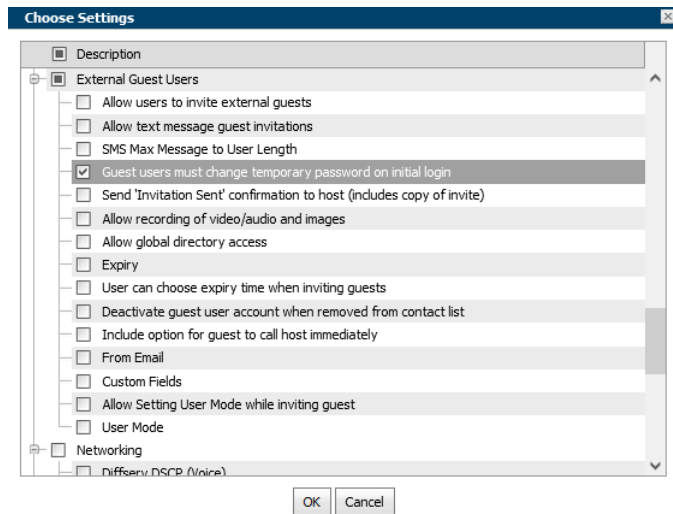 Choose Settings
Description
External Guest Users
Allow users to invite external guests
Allow text message guest invitations
SMS Max Message to User Length
Guest users must change temporary password on initial login
Send 'Invitation Sent' confirmation to host (includes copy of invite)
Allow recording of video/audio and images
Allow global directory access
Expiry
User can choose expiry time when inviting guests
Deactivate guest user account when removed from contact list
Include option for guest to call host immediately
From Email
Custom Fields
Allow Setting User Mode while inviting guest
User Mode
Networking
Diffserv DSCP (Voice)
OK Cancel